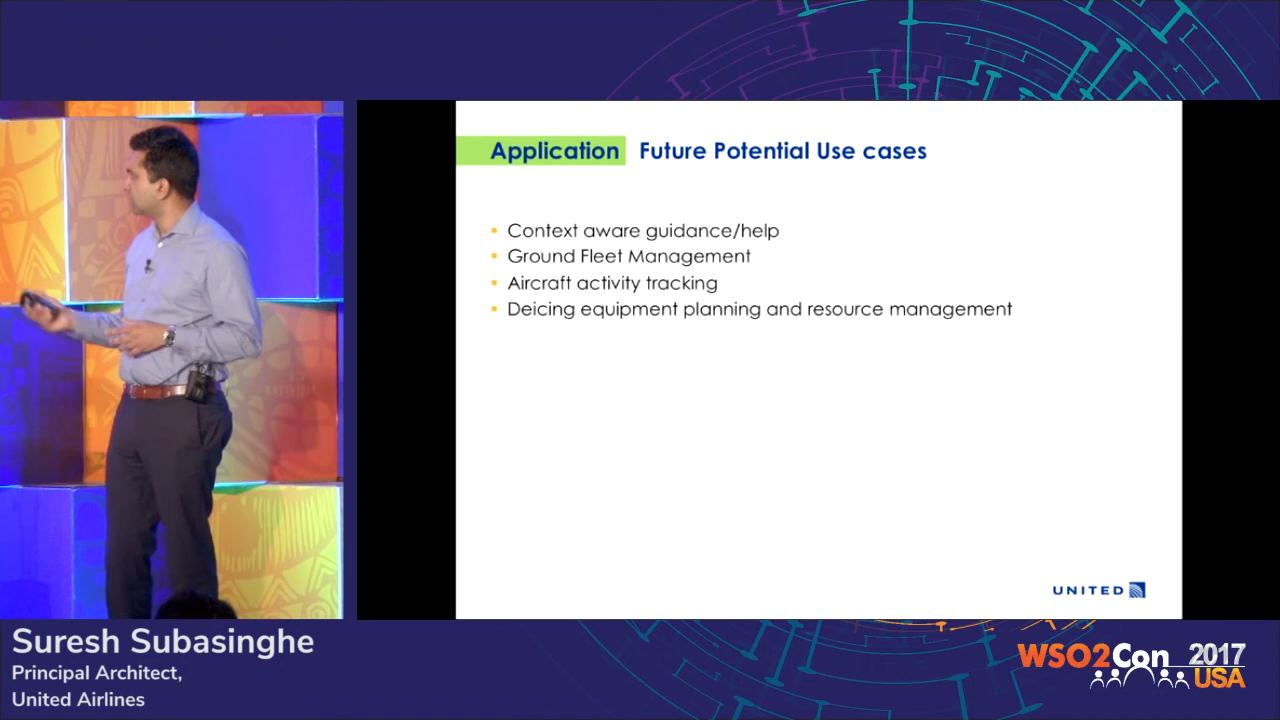 Application Future Potential Use cases
Context aware guidance/help
Ground Fleet Management
Aircraft activity tracking
Deicing equipment planning and resource management
UNITED
Suresh Subasinghe
Principal Architect,
United Airlines
WSO2Con 2017
USA